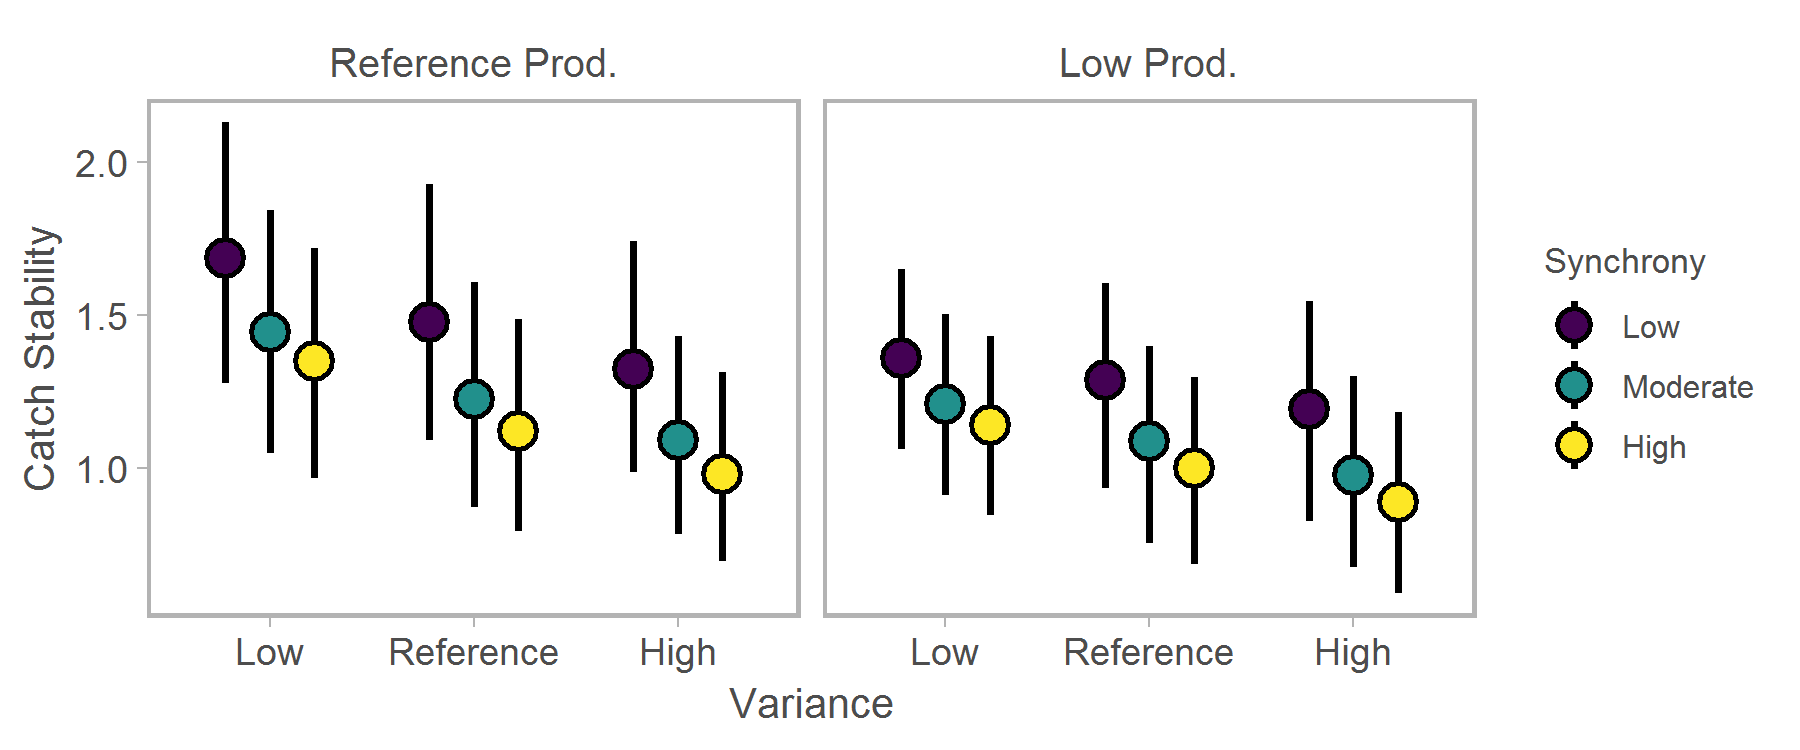 Reference Prod.
Low Prod.
Catch Stability
2.0
1.5
1.0
Low
Reference
High
Low
Reference
High
Variance
Synchrony
Low
Moderate
High